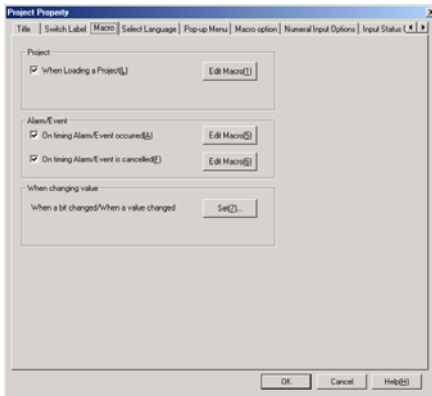 Project Property
Title Switch Label Macro Select Language Pop-up Menu Macro option Numeral Input Options Input Status (
Project
When Loading a Project(L) Edit Macro(1)
Alarm/Event
On timing Alarm/Event occurred(A) Edit Macro(5)
On timing Alarm/Event is cancelled(F) Edit Macro(6)
When changing value
When a bit changed/When a value changed Set(7)...
OK Cancel Help(H)